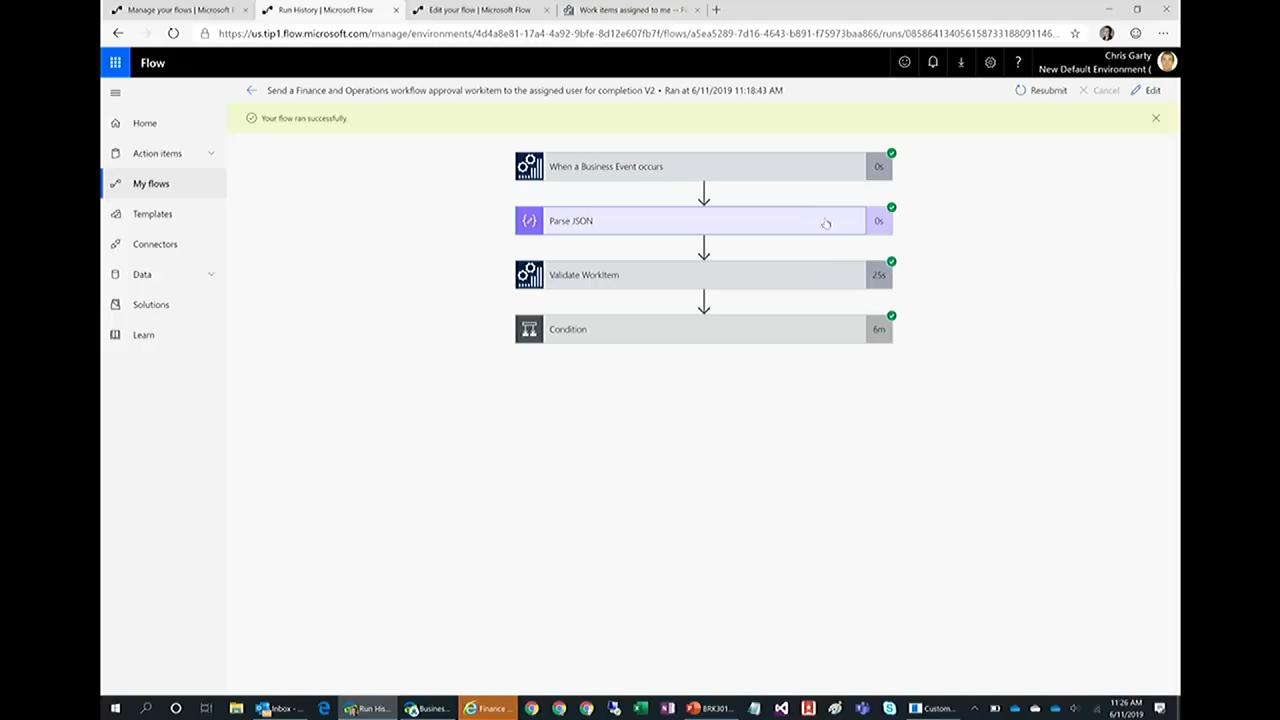 Manage your flows | Microsoft F
Run History | Microsoft Flow
Edit your flow | Microsoft Flow
Work items assigned to me -- Fi
https://us.tip1.flow.microsoft.com/manage/environments/4d4a8e81-17a4-4a92-9bfe-8d12e607fb7f/flows/a5ea5289-7d16-4643-b891-f75973baa866/runs/08586413405615873318809114 6...
Flow
?
Chris Garty
New Default Environment (
Send a Finance and Operations workflow approval workitem to the assigned user for completion V2 • Ran at 6/11/2019 11:18:43 AM
Resubmit
Cancel
Edit
Your flow ran successfully.
Home
Action items
My flows
Templates
Connectors
Data
Solutions
Learn
When a Business Event occurs
0s
Parse JSON
0s
Validate WorkItem
25s
Condition
6m
Inbox - ...
Run His...
Busines...
Finance ...
BRK301...
Custom...
11:26 AM
6/11/2019